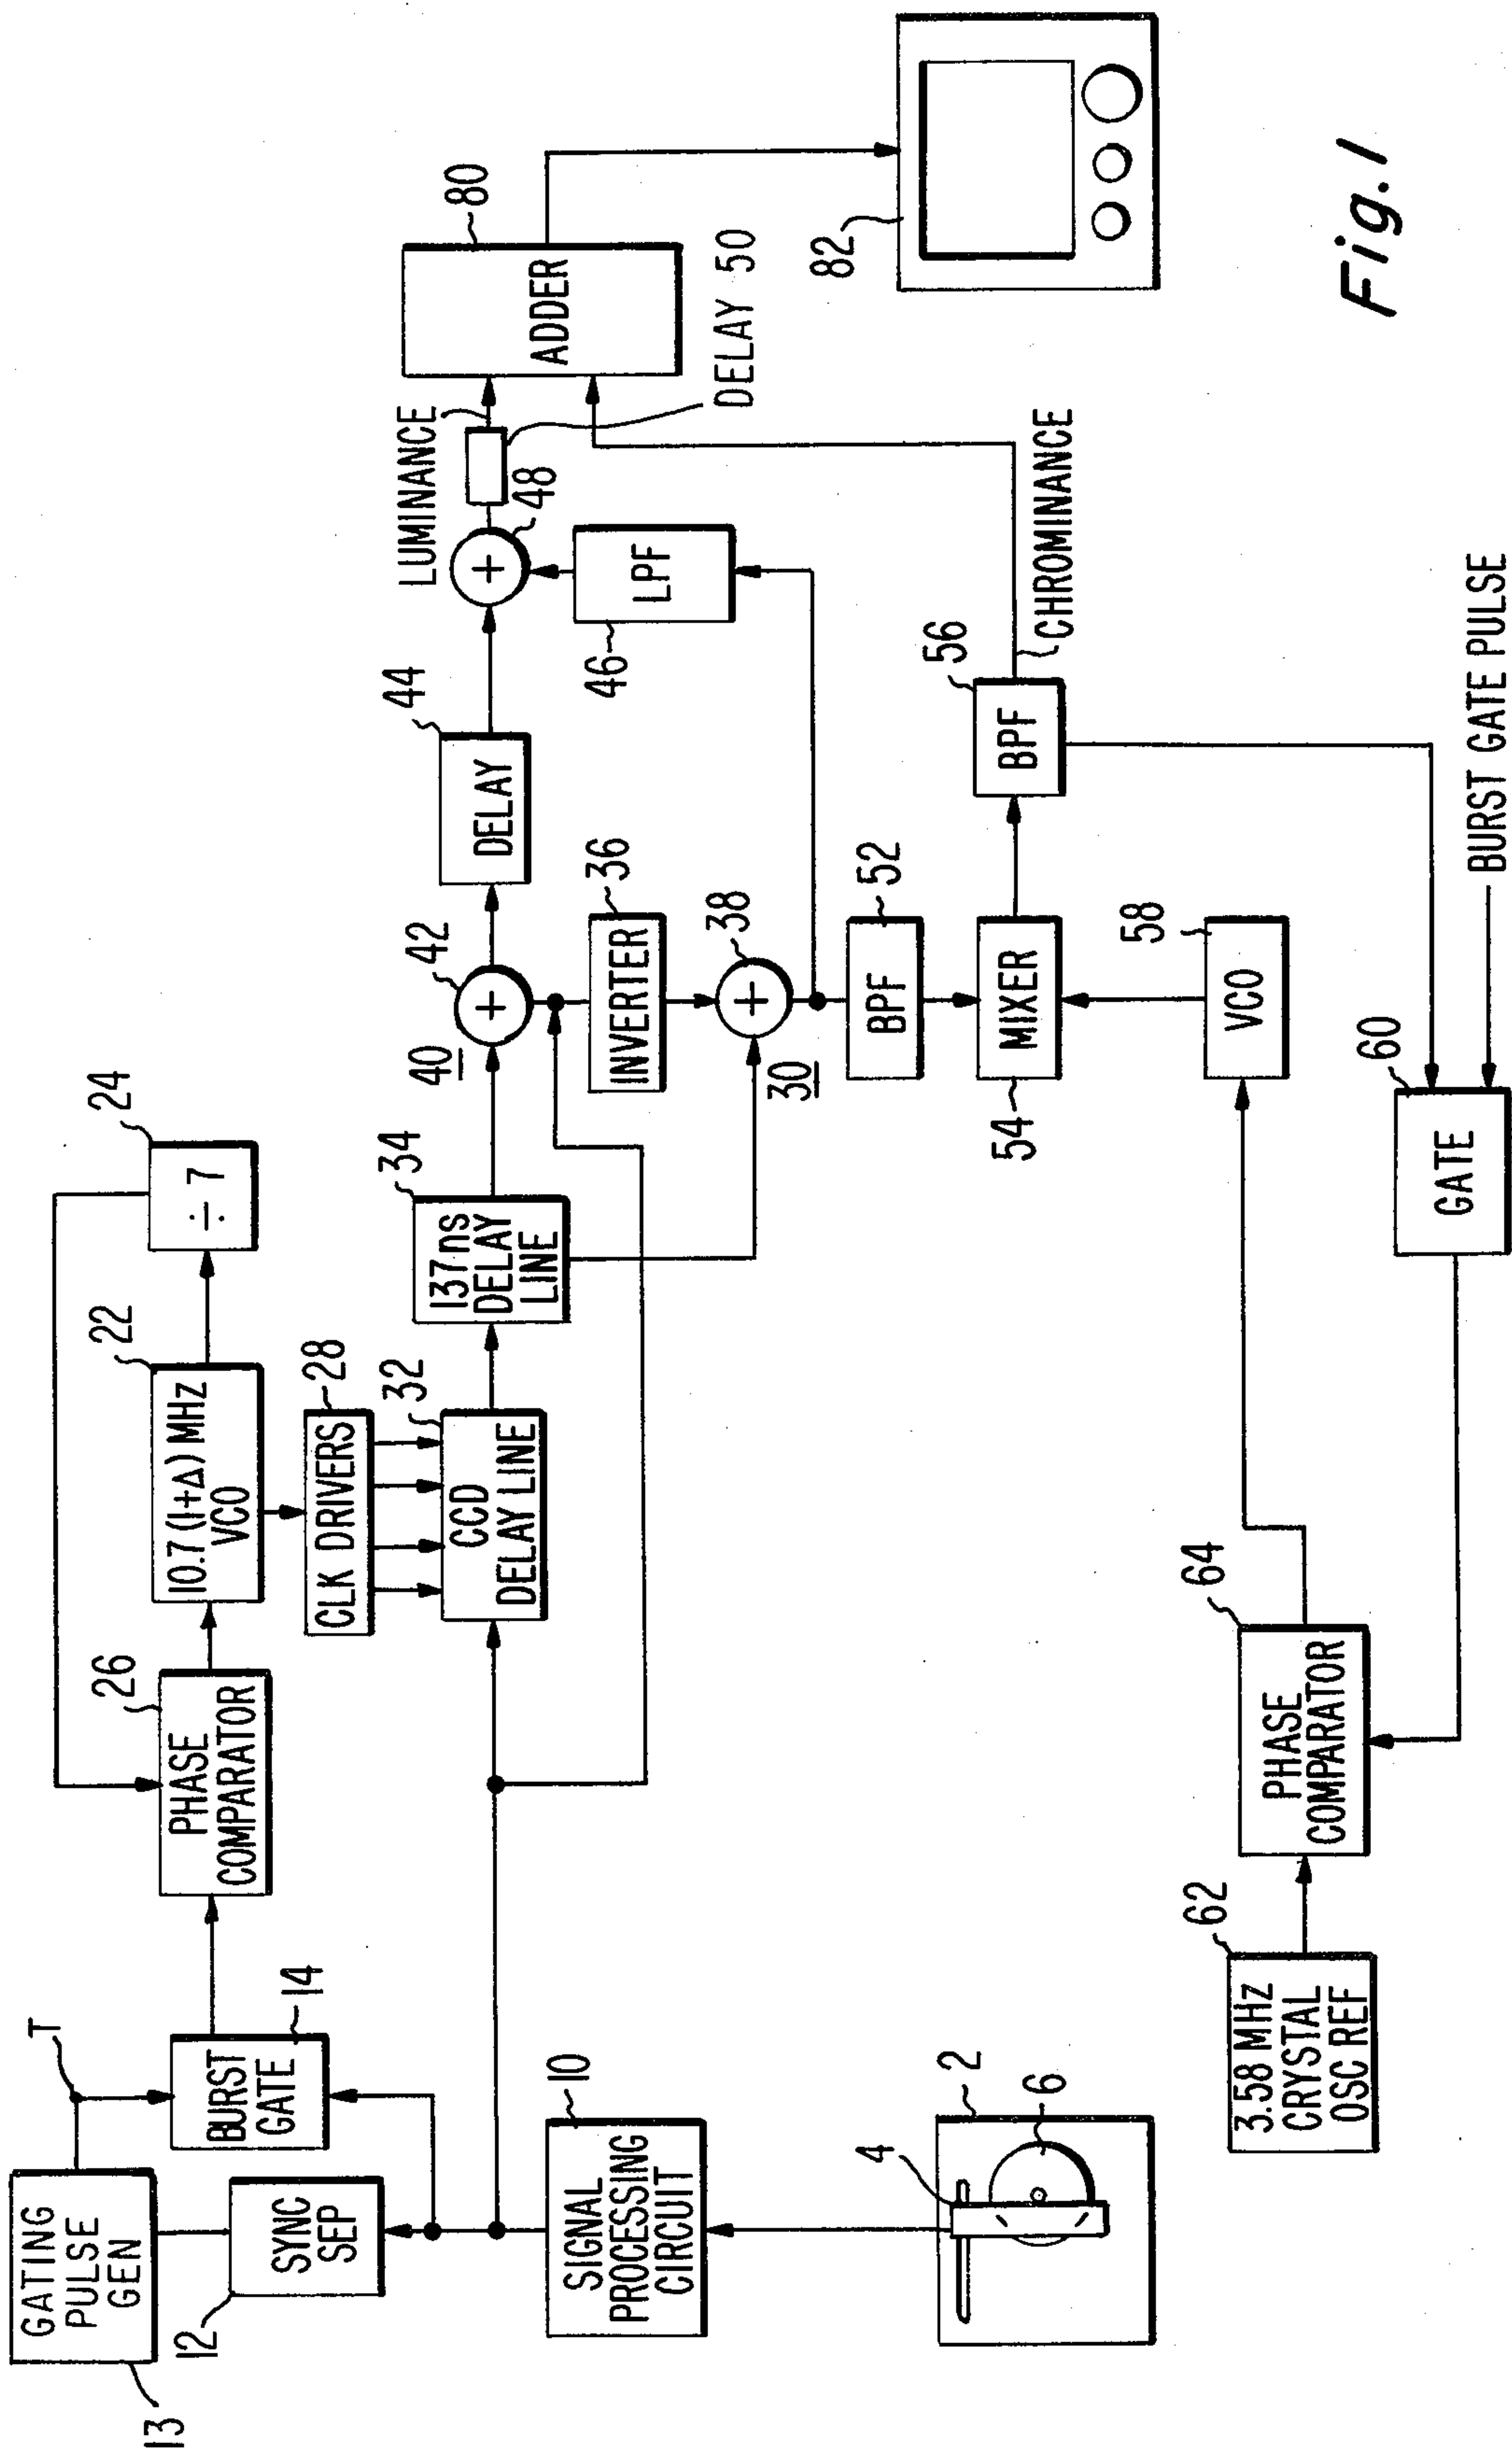 GATING
PULSE
GEN
13
T
SYNC
SEP
12
BURST
GATE
14
PHASE
COMPARATOR
26
10.7 (1+Δ) MHZ
VCO
22
÷ 7
24
CLK DRIVERS
28
CCD
DELAY LINE
32
137ns
DELAY
LINE
34
40
42
+
INVERTER
36
+
38
30
DELAY
44
+
48
LPF
46
LUMINANCE
DELAY 50
ADDER
80
82
SIGNAL
PROCESSING
CIRCUIT
10
2
4
6
BPF
52
MIXER
54
BPF
56
CHROMINANCE
VCO
58
GATE
60
BURST GATE PULSE
3.58 MHZ
CRYSTAL
OSC REF
62
PHASE
COMPARATOR
64
Fig. 1